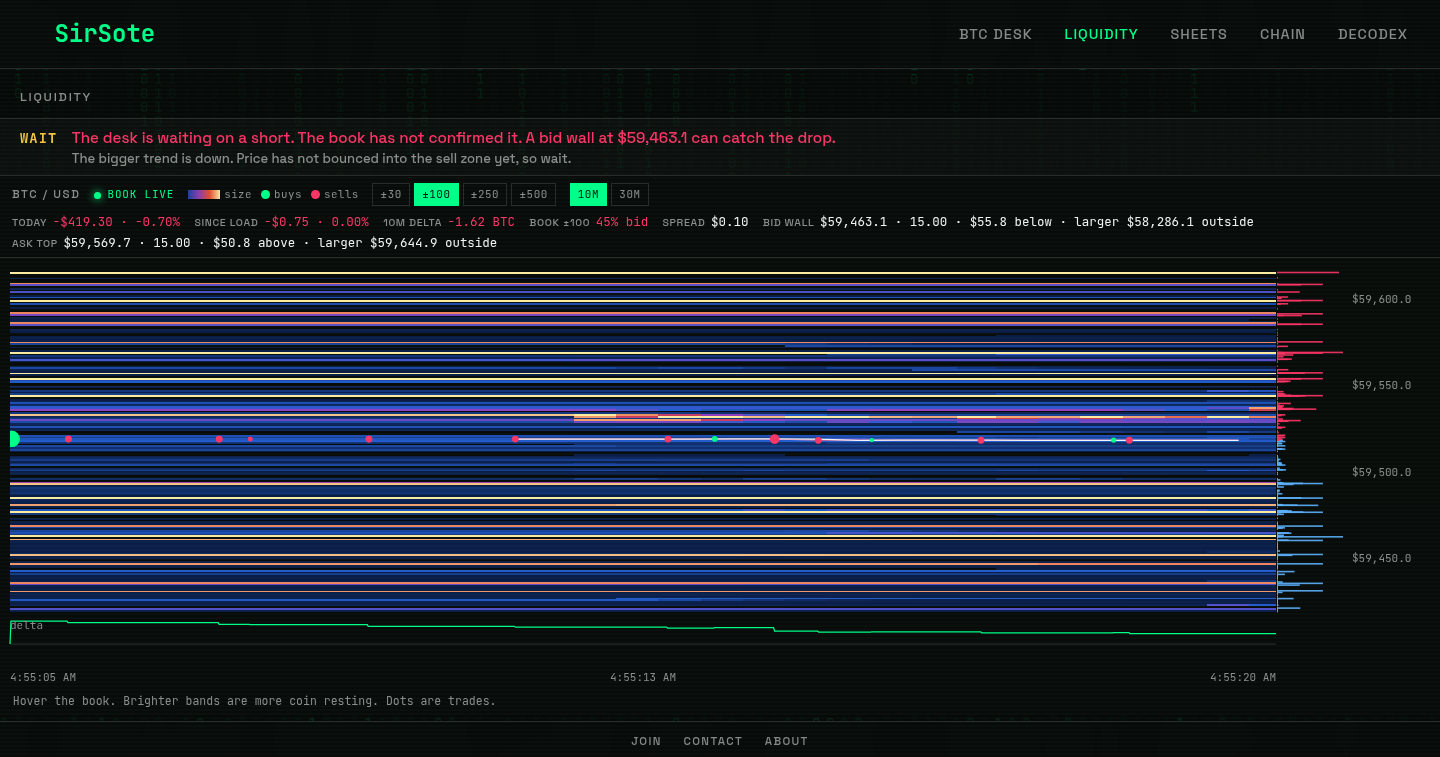 SirSote
BTC DESK LIQUIDITY SHEETS CHAIN DECODEX
LIQUIDITY
WAIT The desk is waiting on a short. The book has not confirmed it. A bid wall at $59,463.1 can catch the drop.
The bigger trend is down. Price has not bounced into the sell zone yet, so wait.
BTC / USD BOOK LIVE size buys sells ±30 ±100 ±250 ±500 10M 30M
TODAY -$419.30 · -0.70% SINCE LOAD -$0.75 · 0.00% 10M DELTA -1.62 BTC BOOK ±100 45% bid SPREAD $0.10 BID WALL $59,463.1 · 15.00 · $55.8 below · larger $58,286.1 outside
ASK TOP $59,569.7 · 15.00 · $50.8 above · larger $59,644.9 outside
$59,600.0
$59,550.0
$59,500.0
$59,450.0
delta
4:55:05 AM 4:55:13 AM 4:55:20 AM
Hover the book. Brighter bands are more coin resting. Dots are trades.
JOIN CONTACT ABOUT